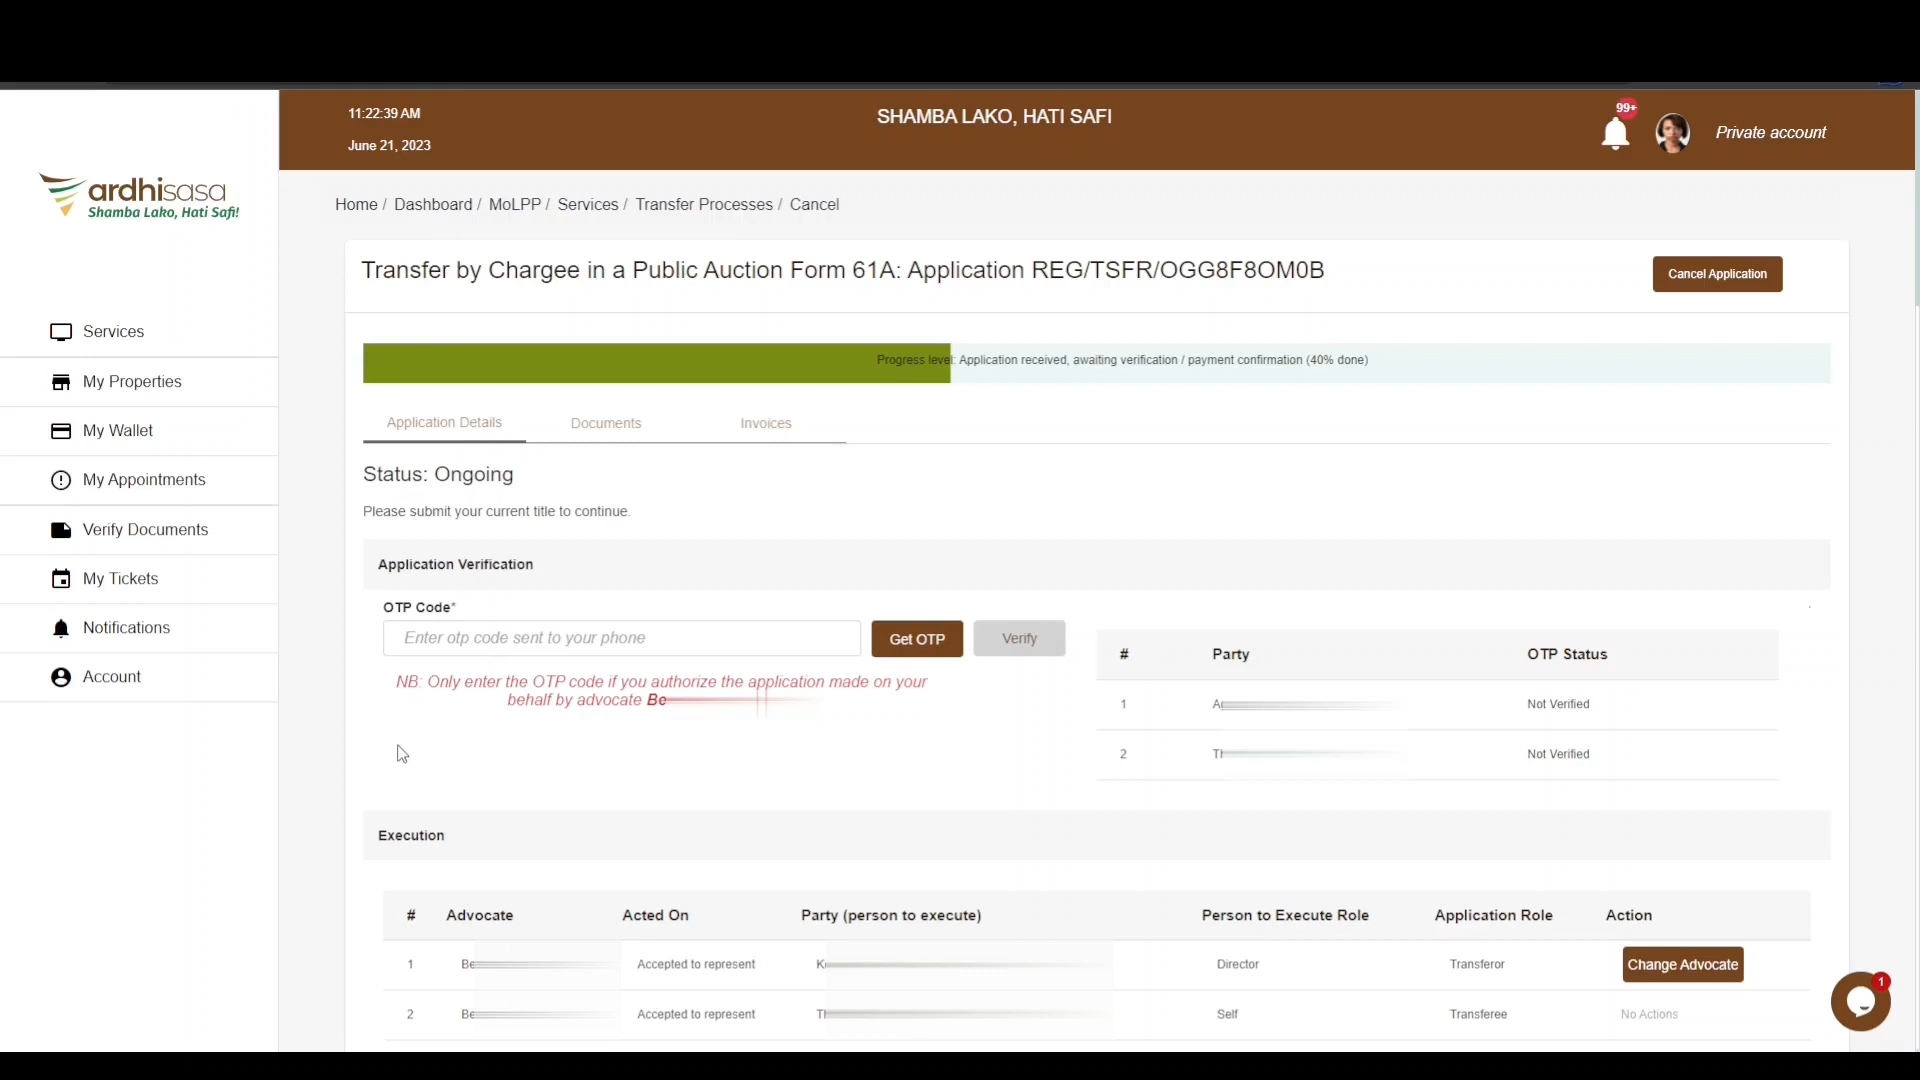 11:22:39 AM
SHAMBA LAKO, HATI SAFI
99+
Private account
June 21, 2023
ardhisasa
Shamba Lako, Hati Safi!
Home / Dashboard / MoLPP / Services / Transfer Processes / Cancel
Transfer by Chargee in a Public Auction Form 61A: Application REG/TSFR/OGG8F8OM0B
Cancel Application
Services
My Properties
My Wallet
My Appointments
Verify Documents
My Tickets
Notifications
Account
Progress level: Application received, awaiting verification / payment confirmation (40% done)
Application Details Documents Invoices
Status: Ongoing
Please submit your current title to continue.
Application Verification
OTP Code*
Enter otp code sent to your phone Get OTP Verify
NB: Only enter the OTP code if you authorize the application made on your
behalf by advocate Be
# Party OTP Status
1 Not Verified
2 Not Verified
Execution
# Advocate Acted On Party (person to execute) Person to Execute Role Application Role Action
1 Be Accepted to represent Director Transferor Change Advocate
2 Be Accepted to represent Self Transferee No Actions
1